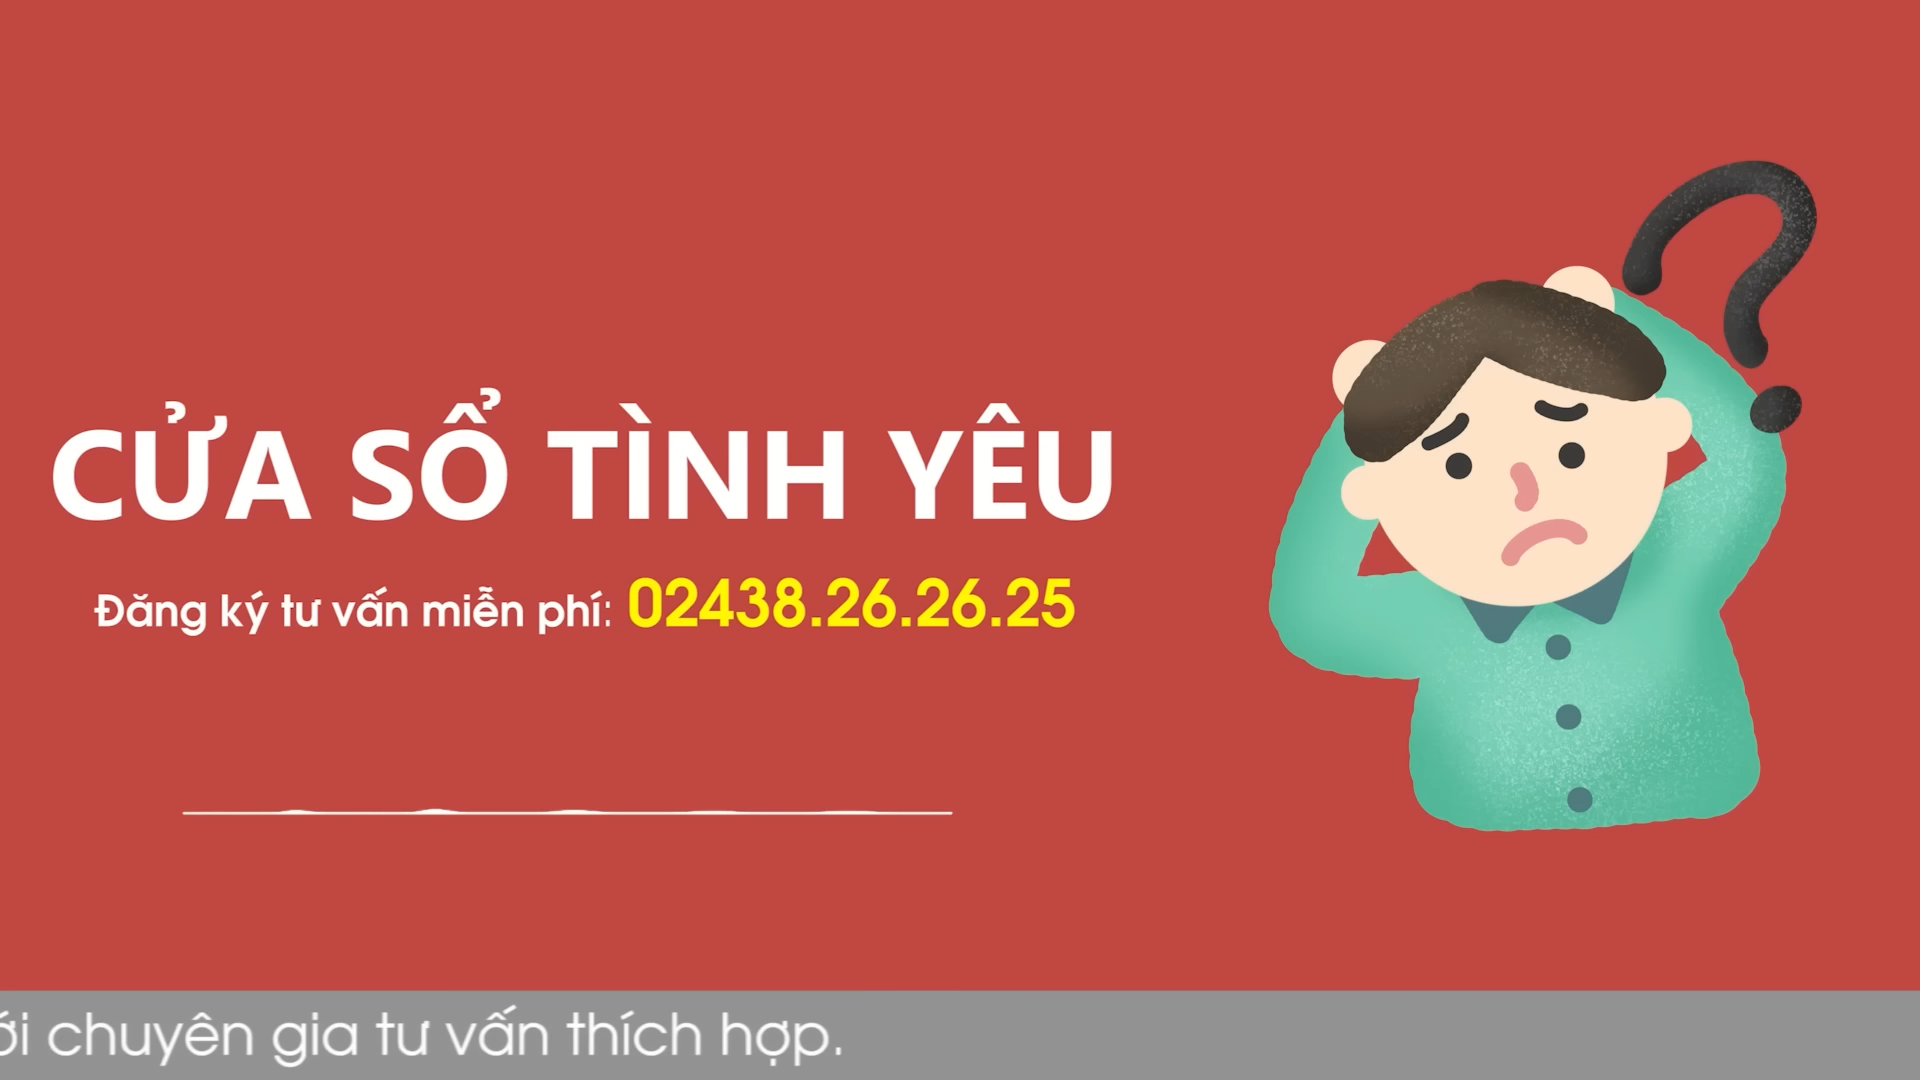 CỬA SỔ TÌNH YÊU
Đăng ký tư vấn miễn phí: 02438.26.26.25
chuyên gia tư vấn thích hợp.